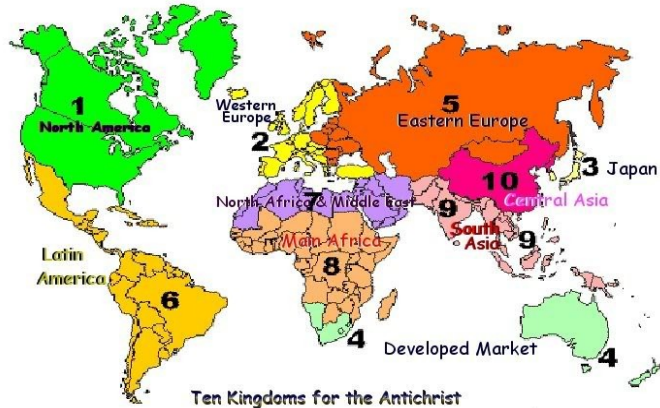 1
North America
Western
Europe
2
5
Eastern Europe
3 Japan
10
Central Asia
North Africa & Middle East
7
9
South
Asia
9
Main Africa
8
Latin
America
6
4
Developed Market
4
Ten Kingdoms for the Antichrist